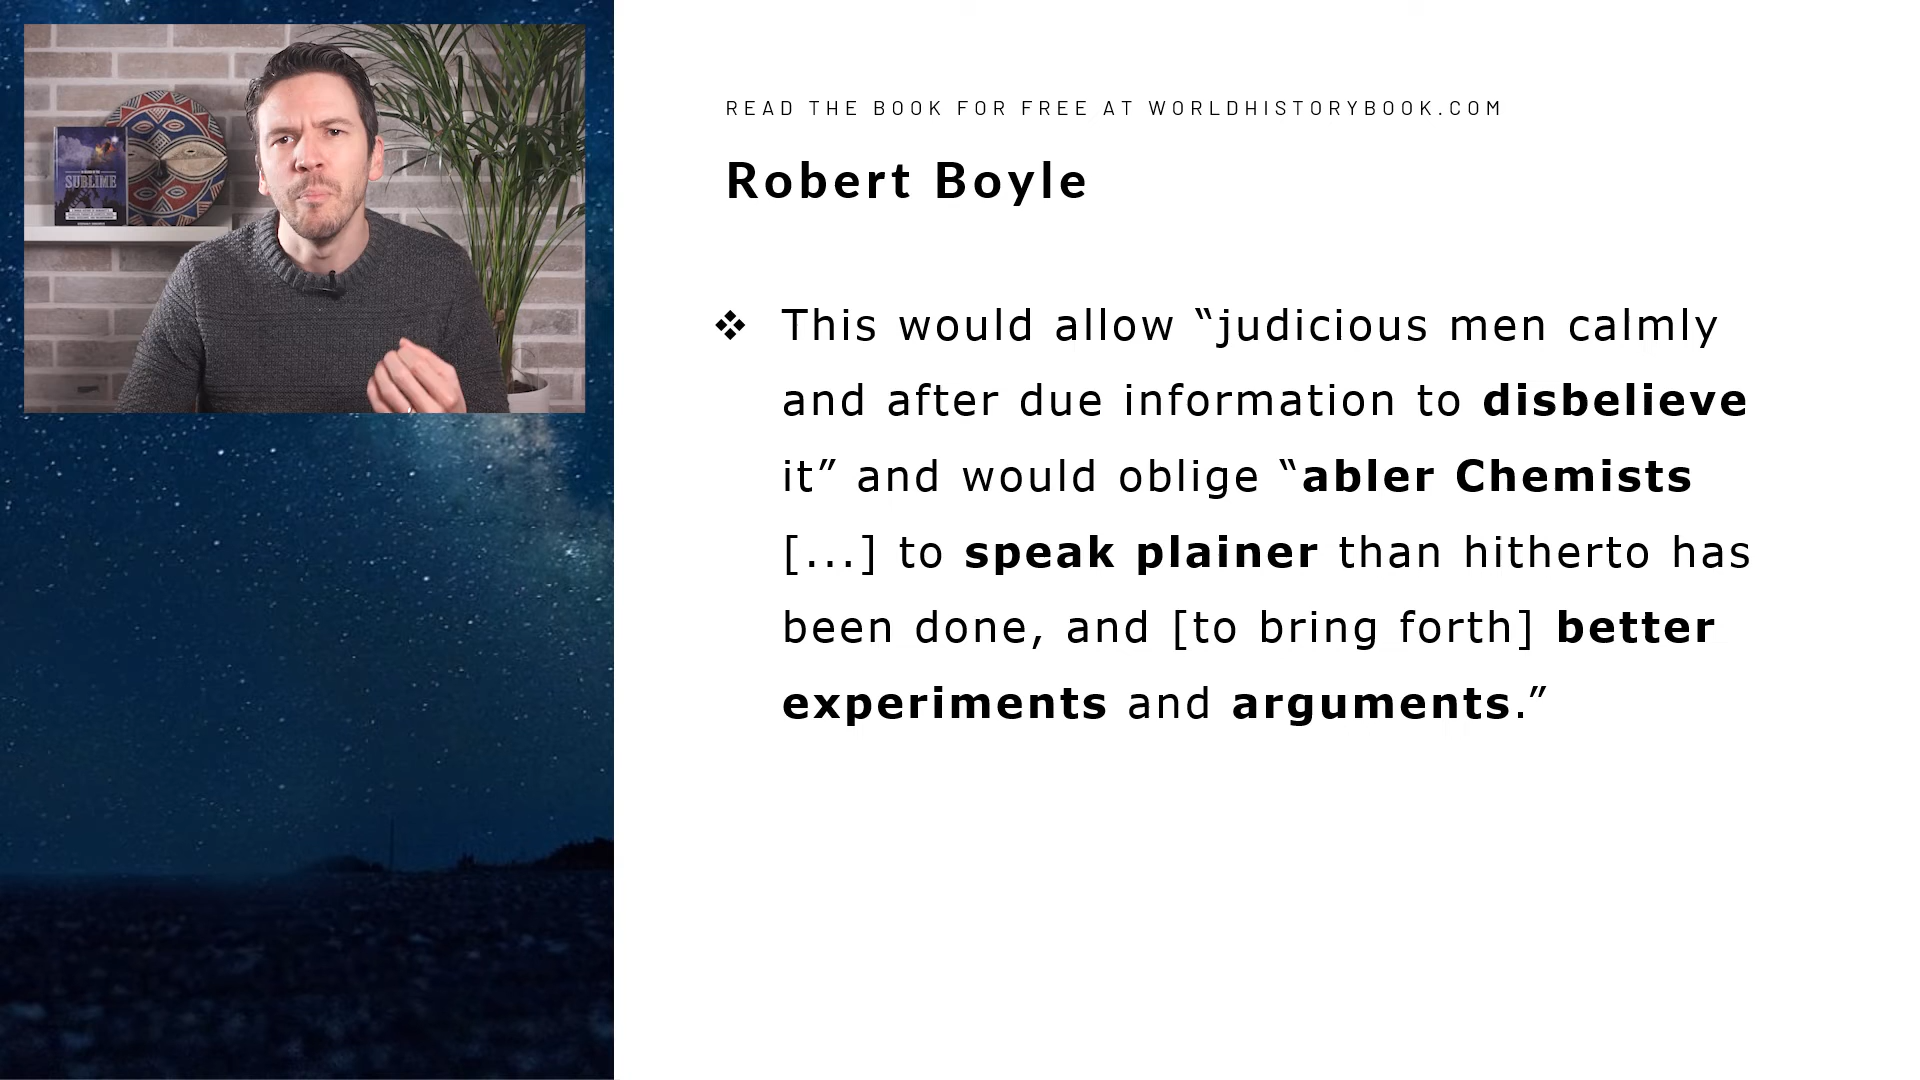 READ THE BOOK FOR FREE AT WORLDHISTORYBOOK.COM
Robert Boyle
❖ This would allow “judicious men calmly
and after due information to disbelieve
it” and would oblige “abler Chemists
[...] to speak plainer than hitherto has
been done, and [to bring forth] better
experiments and arguments.”
SUBLIME